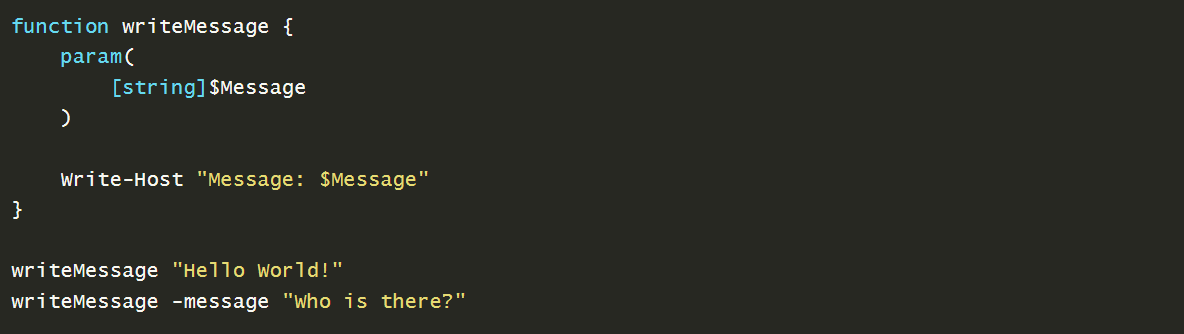 function writeMessage {
    param(
        [string]$Message
    )

    Write-Host "Message: $Message"
}

writeMessage "Hello World!"
writeMessage -message "Who is there?"